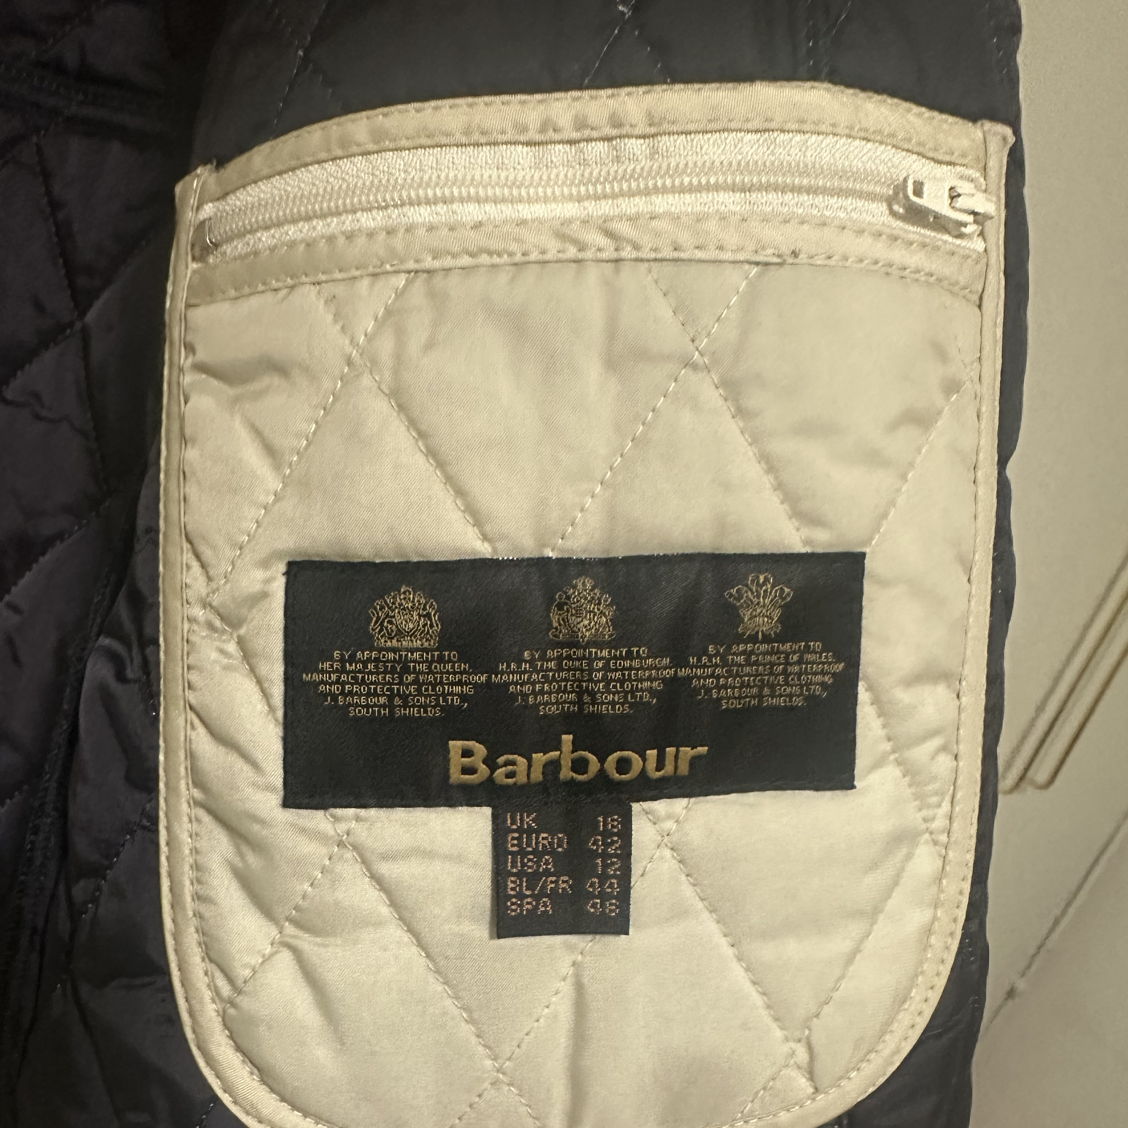 BY APPOINTMENT TO
HER MAJESTY THE QUEEN.
MANUFACTURERS OF WATERPROOF
AND PROTECTIVE CLOTHING
J. BARBOUR & SONS LTD.,
SOUTH SHIELDS.
BY APPOINTMENT TO
H.R.H. THE DUKE OF EDINBURGH.
MANUFACTURERS OF WATERPROOF
AND PROTECTIVE CLOTHING
J. BARBOUR & SONS LTD.,
SOUTH SHIELDS.
BY APPOINTMENT TO
H.R.H. THE PRINCE OF WALES.
MANUFACTURERS OF WATERPROOF
AND PROTECTIVE CLOTHING
J. BARBOUR & SONS LTD.,
SOUTH SHIELDS.
Barbour
UK 16
EURO 42
USA 12
BL/FR 44
SPA 46